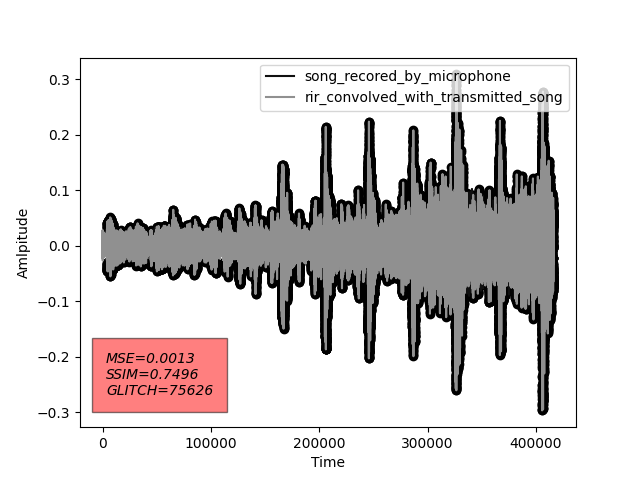 song_recored_by_microphone
rir_convolved_with_transmitted_song
0.3
0.2
0.1
0.0
−0.1
−0.2
−0.3
Amlpitude
MSE=0.0013
SSIM=0.7496
GLITCH=75626
0 100000 200000 300000 400000
Time